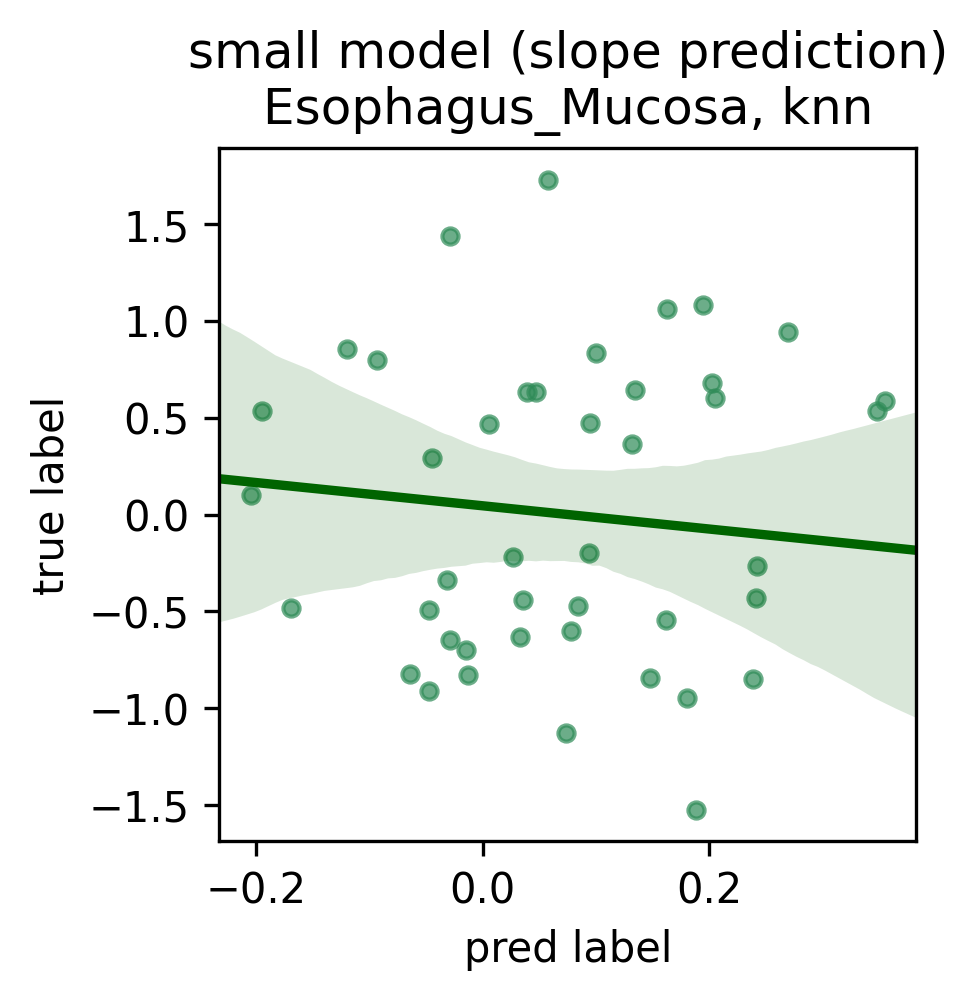 small model (slope prediction)
Esophagus_Mucosa, knn
1.5
1.0
0.5
0.0
−0.5
−1.0
−1.5
true label
−0.2
0.0
0.2
pred label